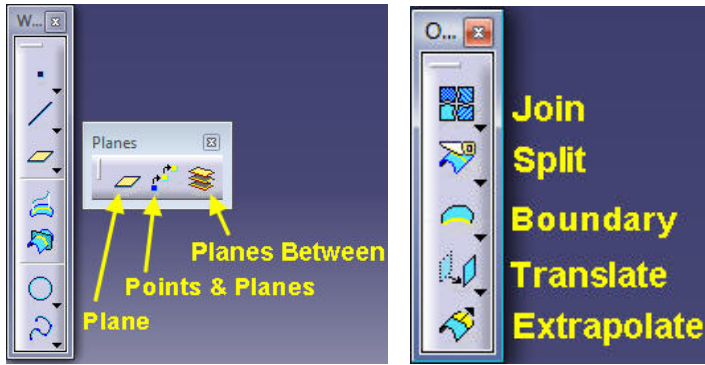 W...
Planes
Planes Between
Points & Planes
Plane
O...
Join
Split
Boundary
Translate
Extrapolate